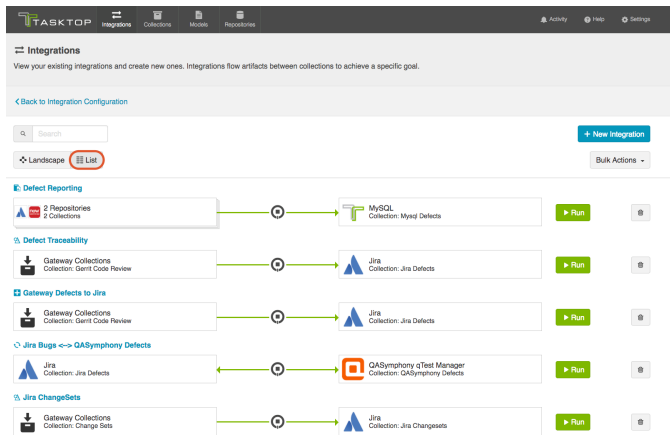 TASKTOP
Integrations
Collections
Models
Repositories
Activity
Help
Settings
Integrations
View your existing integrations and create new ones. Integrations flow artifacts between collections to achieve a specific goal.
Back to Integration Configuration
Search
+ New Integration
Landscape
List
Bulk Actions
Defect Reporting
2 Repositories
2 Collections
MySQL
Collection: Mysql Defects
Run
Defect Traceability
Gateway Collections
Collection: Gerrit Code Review
Jira
Collection: Jira Defects
Run
Gateway Defects to Jira
Gateway Collections
Collection: Gerrit Code Review
Jira
Collection: Jira Defects
Run
Jira Bugs <--> QASymphony Defects
Jira
Collection: Jira Defects
QASymphony qTest Manager
Collection: QASymphony Defects
Run
Jira ChangeSets
Gateway Collections
Collection: Change Sets
Jira
Collection: Jira Changesets
Run